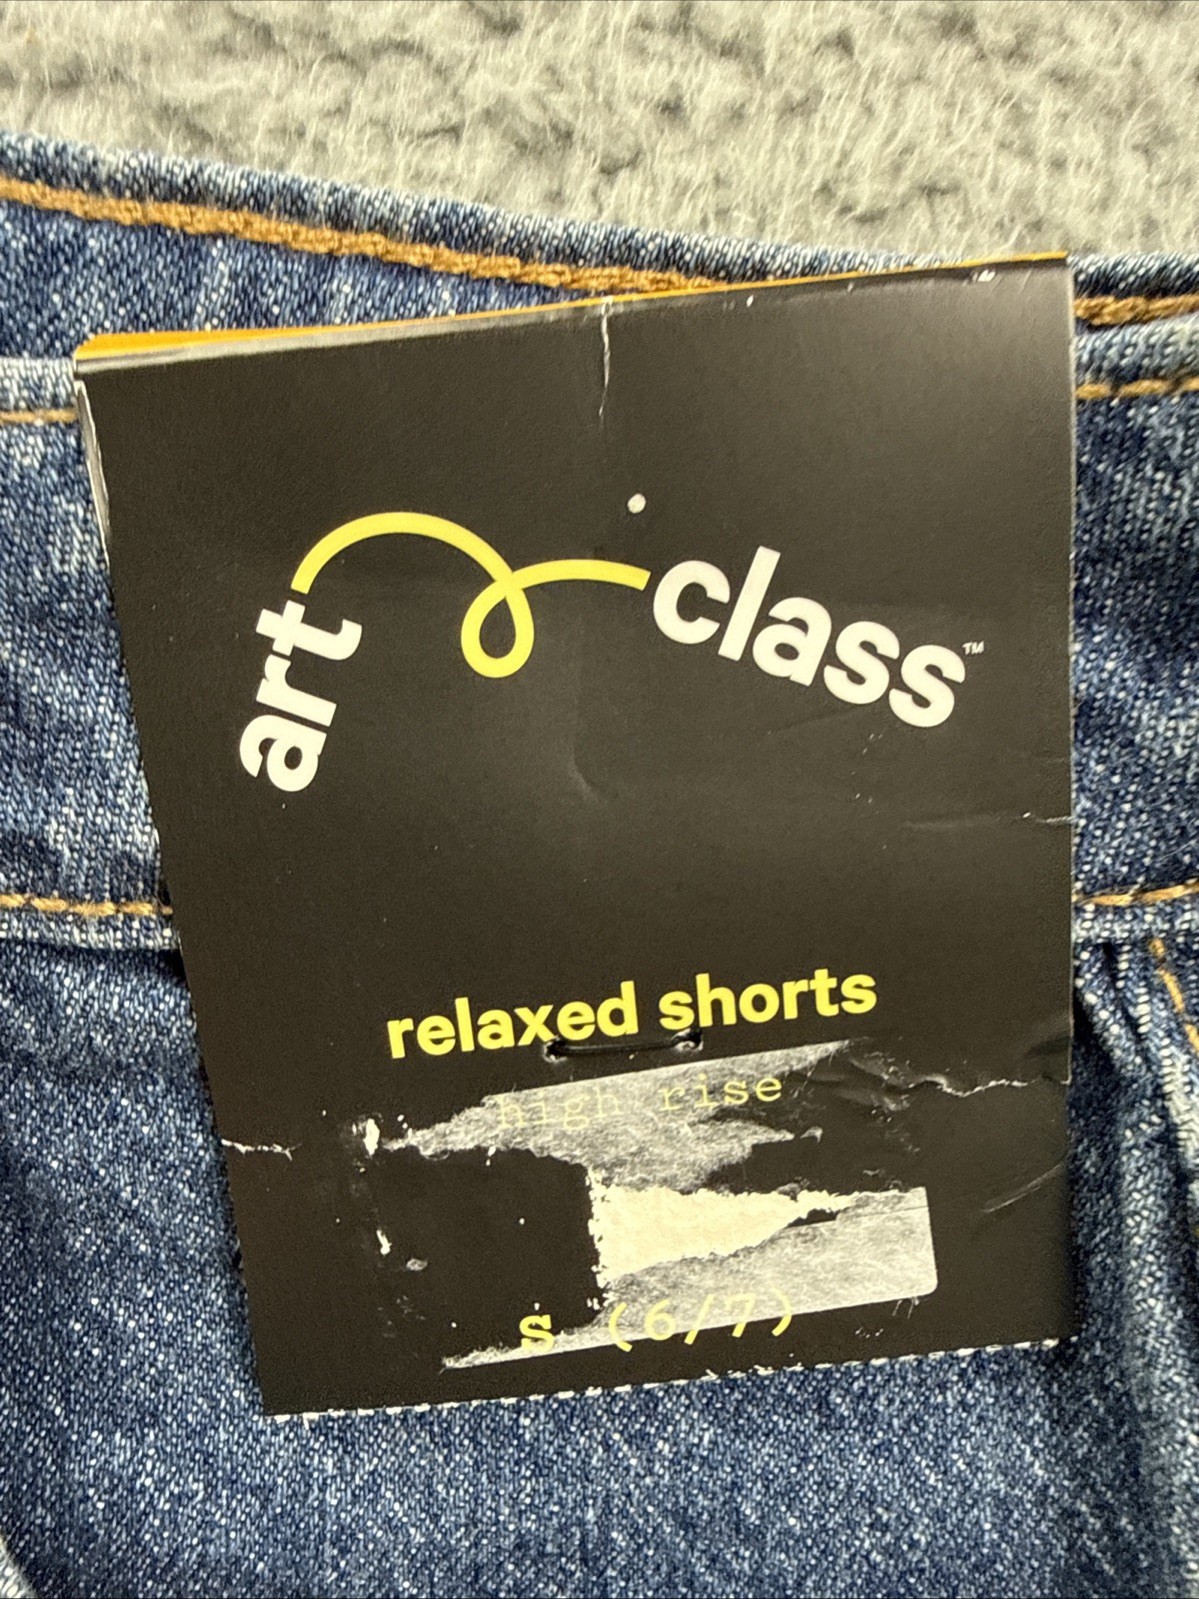 art class™
relaxed shorts
high rise
S (6/7)